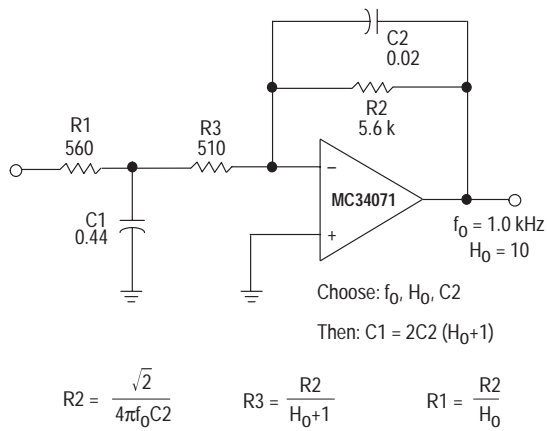 C2
0.02
R2
5.6 k
R1
560
R3
510
C1
0.44
–
+
MC34071
f₀ = 1.0 kHz
H₀ = 10
Choose: f₀, H₀, C2
Then: C1 = 2C2 (H₀+1)
R2 = √2 / 4πf₀C2
R3 = R2 / H₀+1
R1 = R2 / H₀